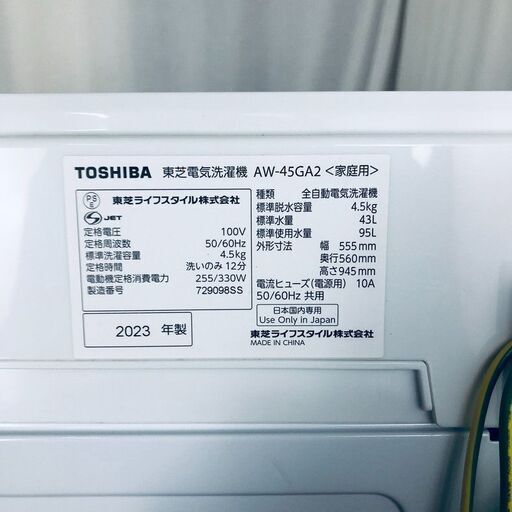 TOSHIBA 東芝電気洗濯機 AW-45GA2 <家庭用>
PS
E
東芝ライフスタイル株式会社
JET
定格電圧 100V
定格周波数 50/60Hz
標準洗濯容量 4.5kg
定格時間 洗いのみ 12分
電動機定格消費電力 255/330W
製造番号 729098SS
2023 年製
種類 全自動電気洗濯機
標準脱水容量 4.5kg
標準水量 43L
標準使用水量 95L
外形寸法 幅 555mm
奥行560mm
高さ945mm
電流ヒューズ(電源用) 10A
50/60Hz 共用
日本国内専用
Use Only in Japan
東芝ライフスタイル株式会社
MADE IN CHINA